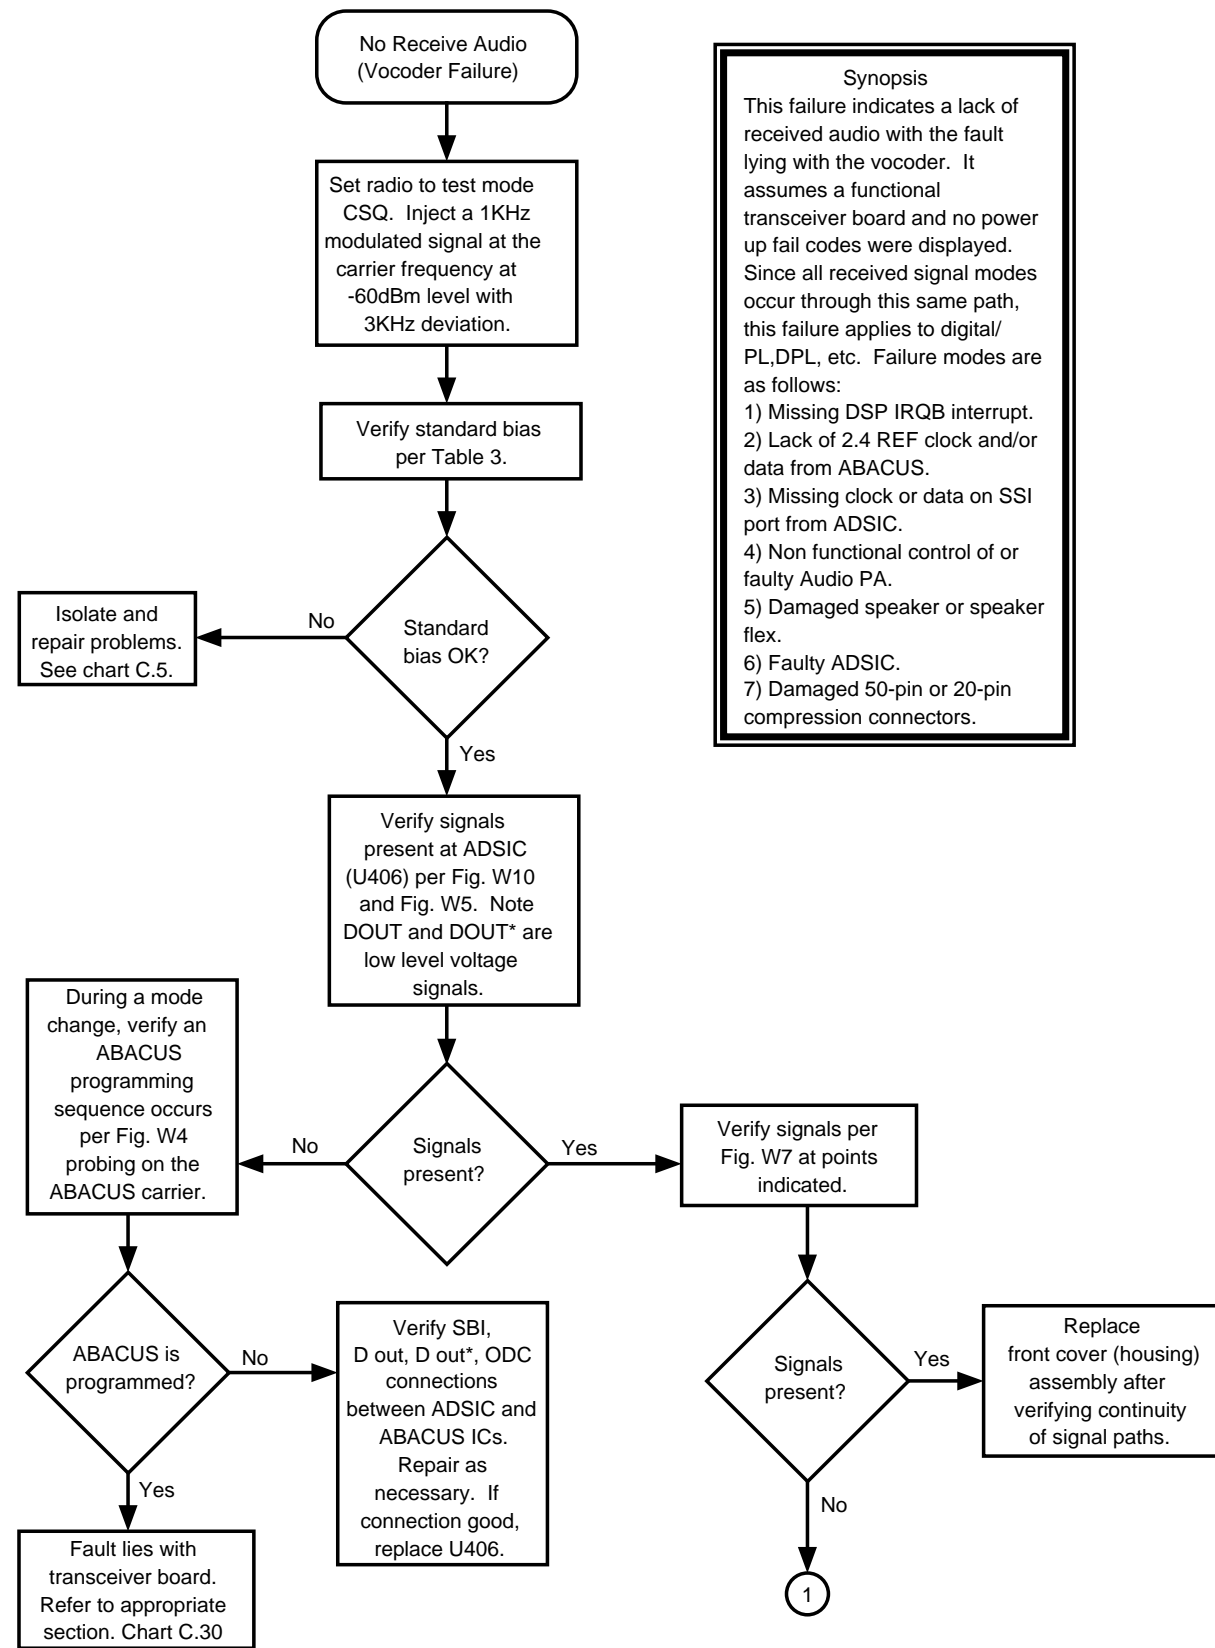 No Receive Audio
(Vocoder Failure)
Set radio to test mode
CSQ. Inject a 1KHz
modulated signal at the
carrier frequency at
-60dBm level with
3KHz deviation.
Verify standard bias
per Table 3.
Standard
bias OK?
No
Isolate and
repair problems.
See chart C.5.
Yes
Verify signals
present at ADSIC
(U406) per Fig. W10
and Fig. W5. Note
DOUT and DOUT* are
low level voltage
signals.
Signals
present?
No
During a mode
change, verify an
ABACUS
programming
sequence occurs
per Fig. W4
probing on the
ABACUS carrier.
ABACUS is
programmed?
No
Verify SBI,
D out, D out*, ODC
connections
between ADSIC and
ABACUS ICs.
Repair as
necessary. If
connection good,
replace U406.
Yes
Fault lies with
transceiver board.
Refer to appropriate
section. Chart C.30
Yes
Verify signals per
Fig. W7 at points
indicated.
Signals
present?
Yes
Replace
front cover (housing)
assembly after
verifying continuity
of signal paths.
No
1
Synopsis
This failure indicates a lack of
received audio with the fault
lying with the vocoder. It
assumes a functional
transceiver board and no power
up fail codes were displayed.
Since all received signal modes
occur through this same path,
this failure applies to digital/
PL,DPL, etc. Failure modes are
as follows:
1) Missing DSP IRQB interrupt.
2) Lack of 2.4 REF clock and/or
data from ABACUS.
3) Missing clock or data on SSI
port from ADSIC.
4) Non functional control of or
faulty Audio PA.
5) Damaged speaker or speaker
flex.
6) Faulty ADSIC.
7) Damaged 50-pin or 20-pin
compression connectors.